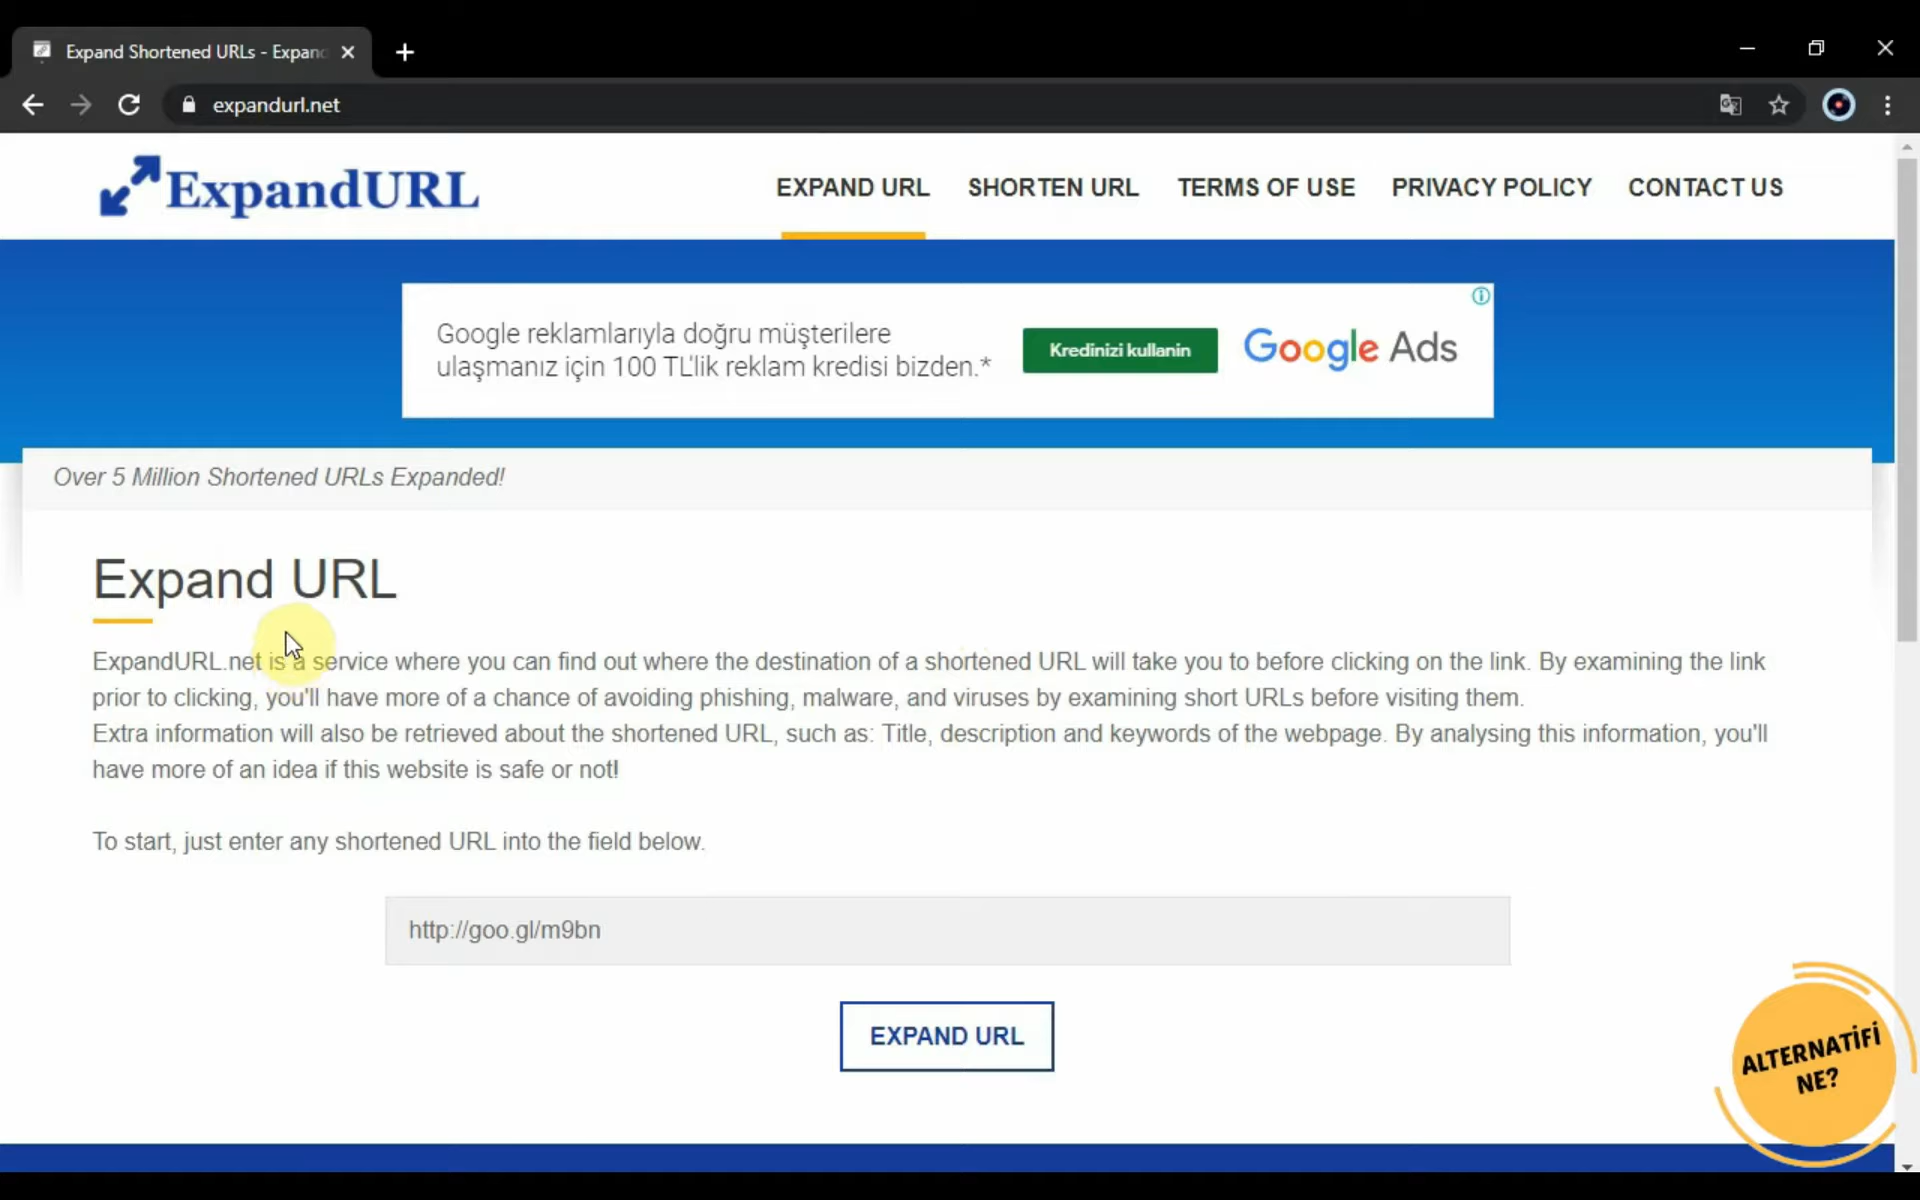 Expand Shortened URLs - Expan
expandurl.net
ExpandURL
EXPAND URL SHORTEN URL TERMS OF USE PRIVACY POLICY CONTACT US
Google reklamlarıyla doğru müşterilere
ulaşmanız için 100 TL'lik reklam kredisi bizden.*
Kredinizi kullanin
Google Ads
Over 5 Million Shortened URLs Expanded!
Expand URL
ExpandURL.net is a service where you can find out where the destination of a shortened URL will take you to before clicking on the link. By examining the link
prior to clicking, you'll have more of a chance of avoiding phishing, malware, and viruses by examining short URLs before visiting them.
Extra information will also be retrieved about the shortened URL, such as: Title, description and keywords of the webpage. By analysing this information, you'll
have more of an idea if this website is safe or not!
To start, just enter any shortened URL into the field below.
http://goo.gl/m9bn
EXPAND URL
ALTERNATİFİ
NE?